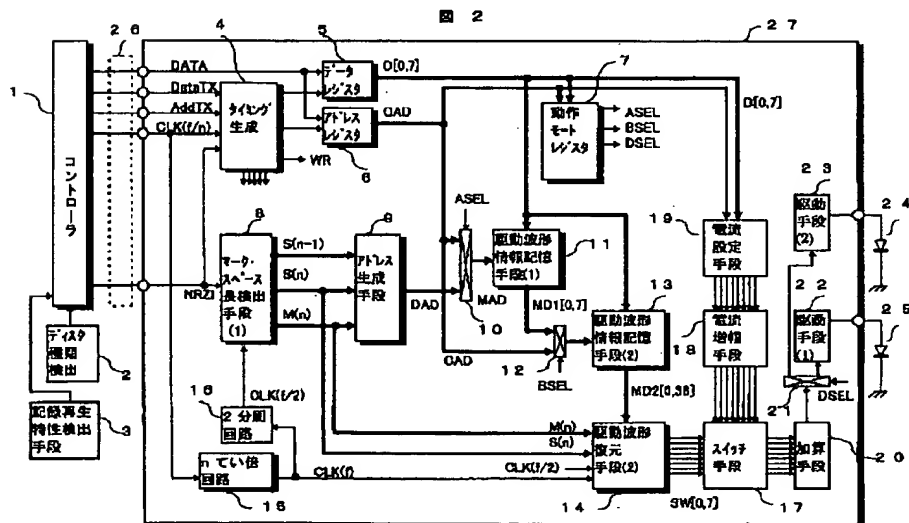 図 2
2 6
2 7
1
コントローラ
DATA
DataTX
AddTX
CLK(f/n)
NRZI
4
タイミング
生成
WR
5
データ
レジスタ
D[0,7]
アドレス
レジスタ
6
CAD
7
動作
モード
レジスタ
ASEL
BSEL
DSEL
D[0,7]
8
マーク・
スペース
長検出
手段
(1)
S(n-1)
S(n)
M(n)
9
アドレス
生成
手段
DAD
ASEL
1 0
MAD
駆動波形
情報記憶
手段(1)
1 1
MD1[0,7]
CAD
1 2
BSEL
1 3
駆動波形
情報記憶
手段(2)
MD2[0,38]
1 9
電流
設定
手段
電流
増幅
手段
1 8
2 3
駆動
手段
(2)
2 4
2 2
駆動
手段
(1)
2 5
2 1
DSEL
ディスク
種類
検出
2
記録再生
特性検出
手段
3
CLK(f/2)
1 6
2分周
回路
nてい倍
回路
1 5
CLK(f)
M(n)
S(n)
CLK(f/2)
駆動波形
復元
手段(2)
1 4
SW[0,7]
スイッチ
手段
1 7
加算
手段
2 0